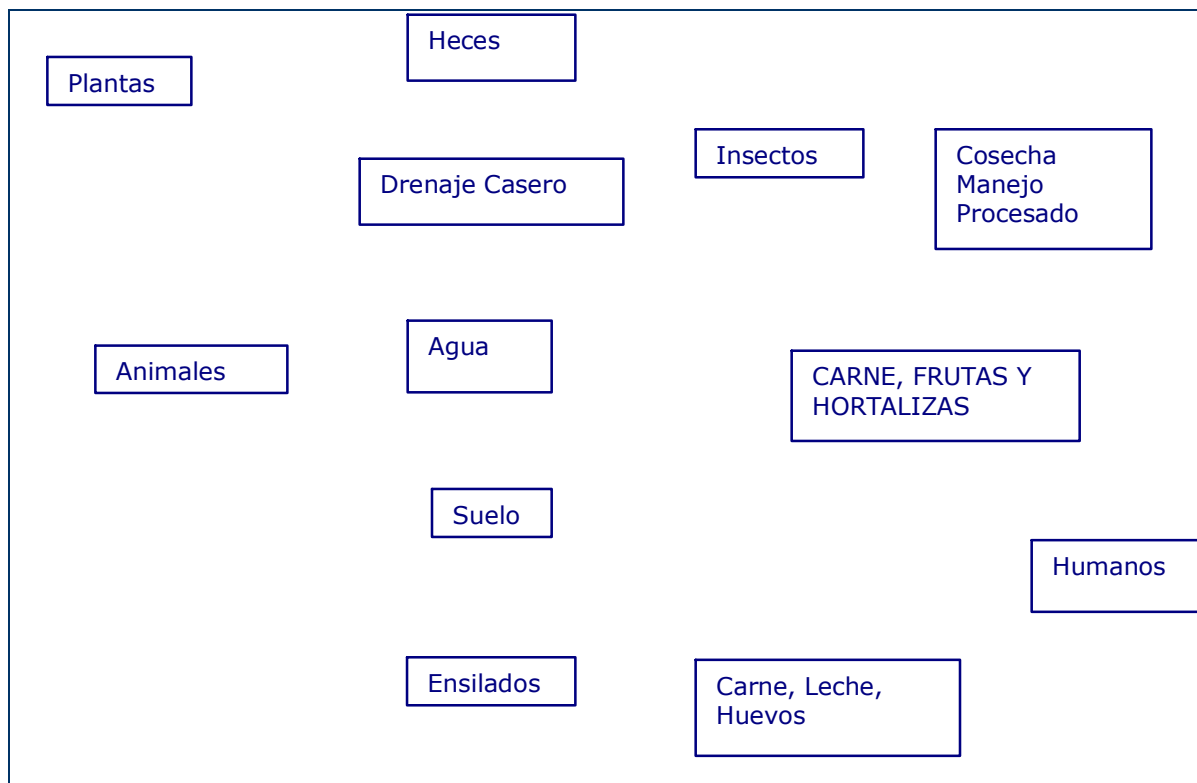 Heces
Plantas
Insectos
Cosecha
Manejo
Procesado
Drenaje Casero
Agua
Animales
CARNE, FRUTAS Y
HORTALIZAS
Suelo
Humanos
Ensilados
Carne, Leche,
Huevos